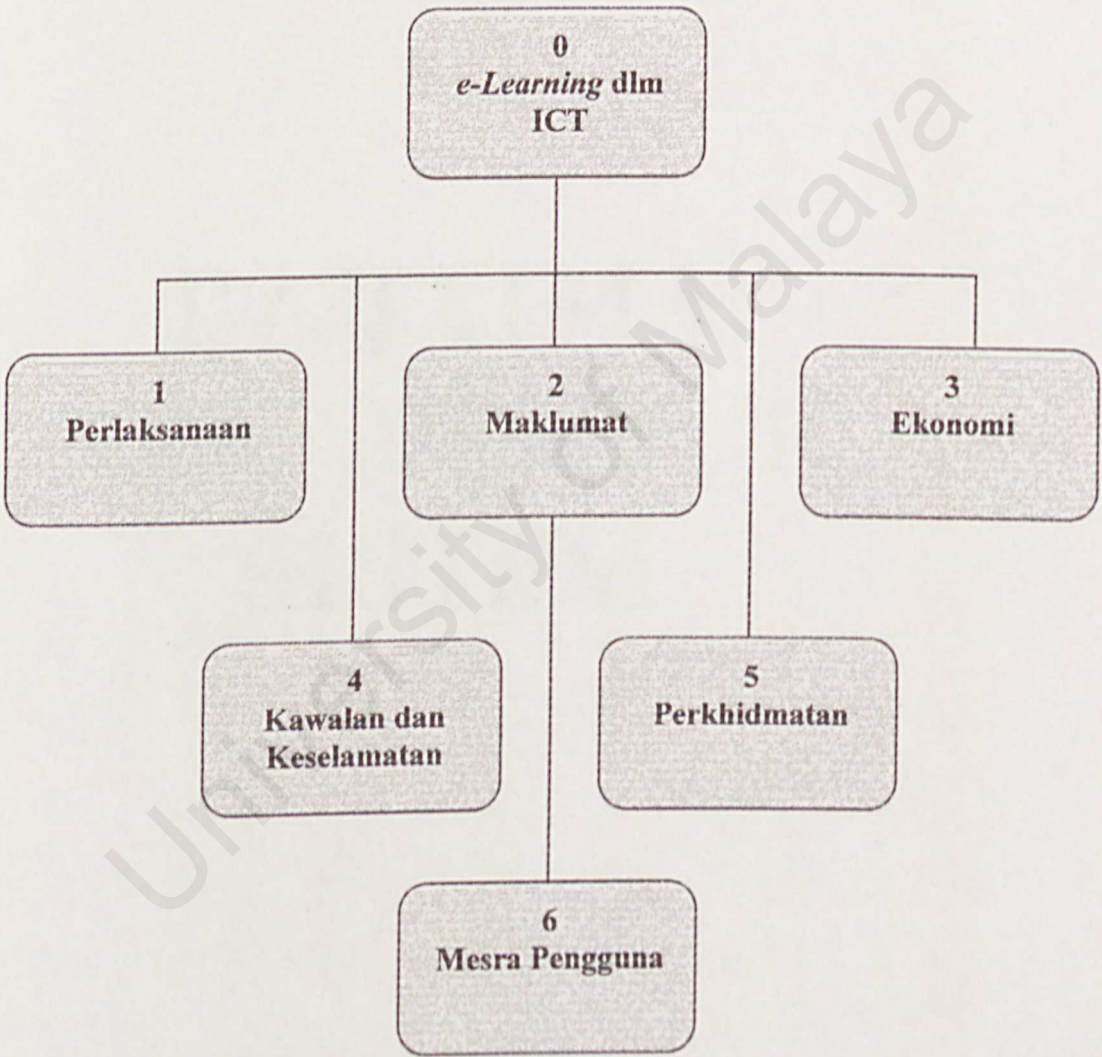 0
e-Learning dlm
ICT
1
Perlaksanaan
2
Maklumat
3
Ekonomi
4
Kawalan dan
Keselamatan
5
Perkhidmatan
6
Mesra Pengguna
University of Malaya